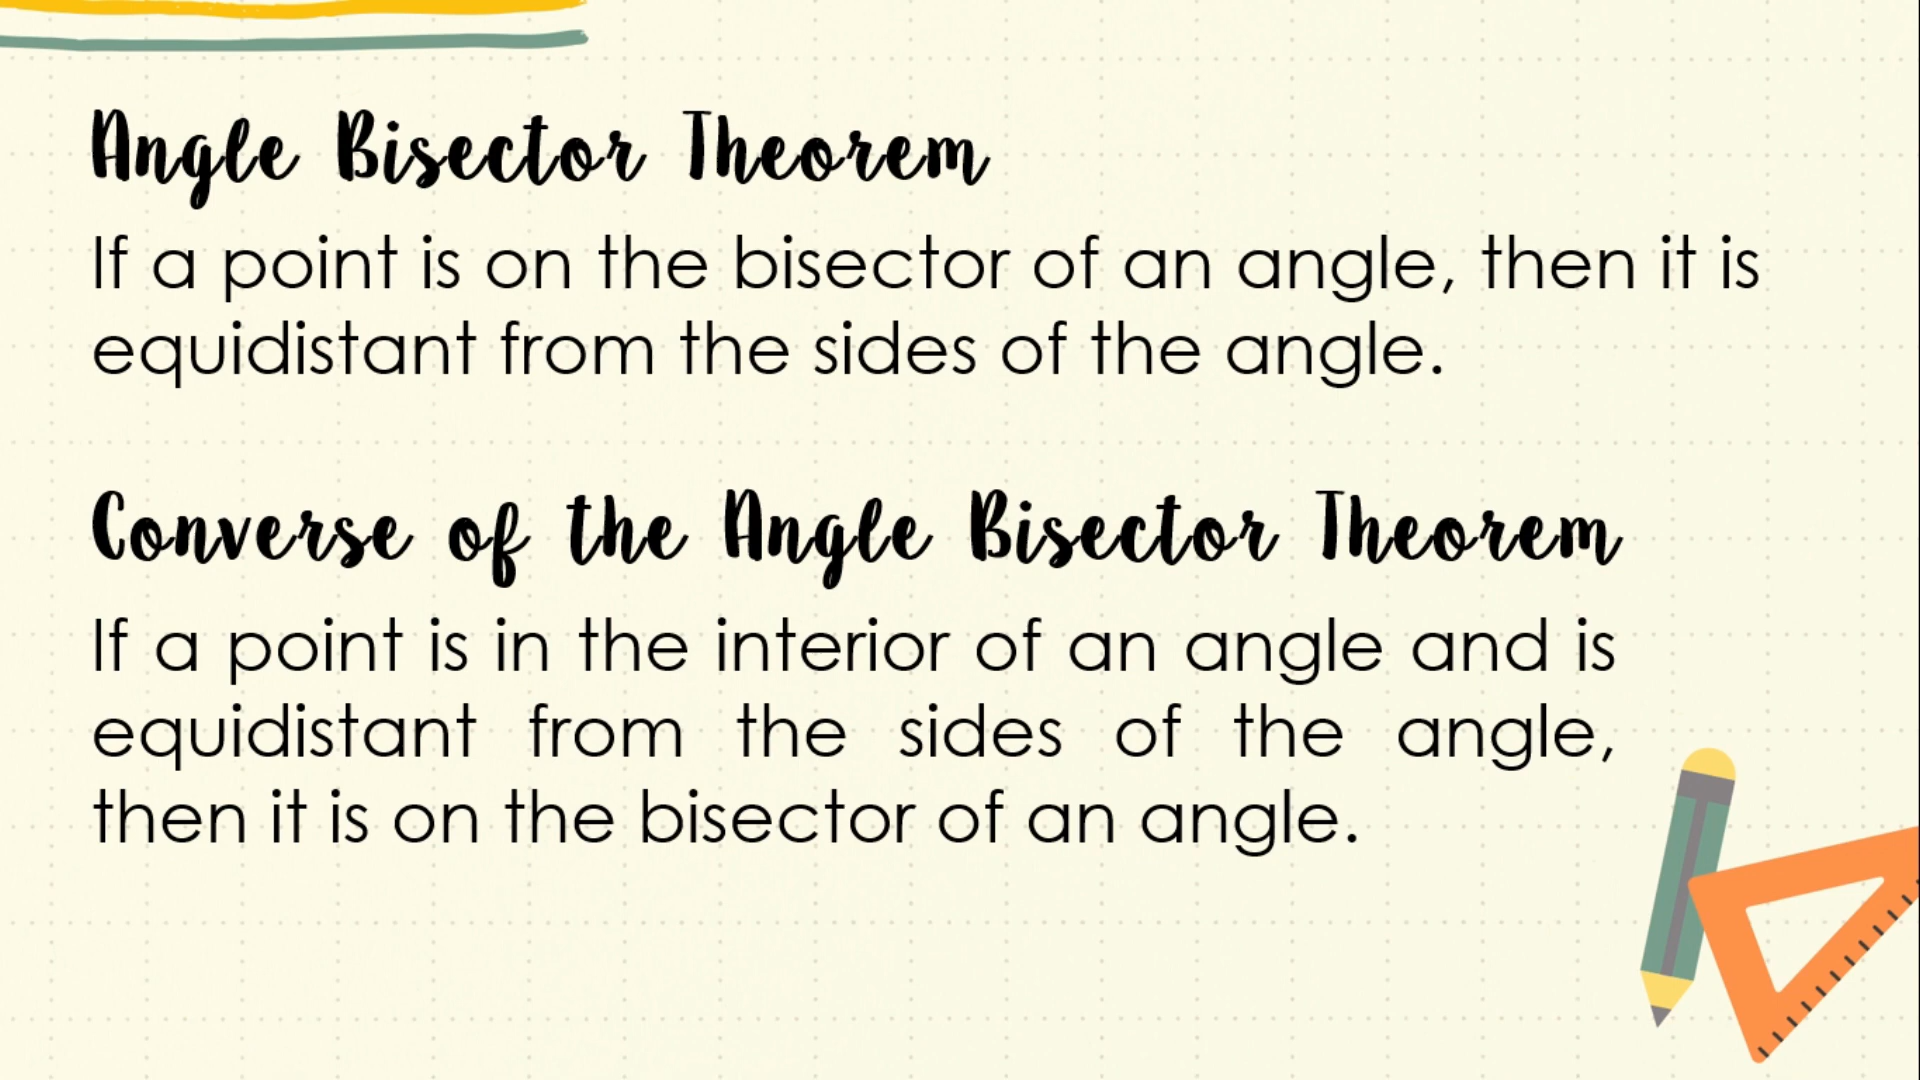 Angle Bisector Theorem
If a point is on the bisector of an angle, then it is
equidistant from the sides of the angle.
Converse of the Angle Bisector Theorem
If a point is in the interior of an angle and is
equidistant from the sides of the angle,
then it is on the bisector of an angle.